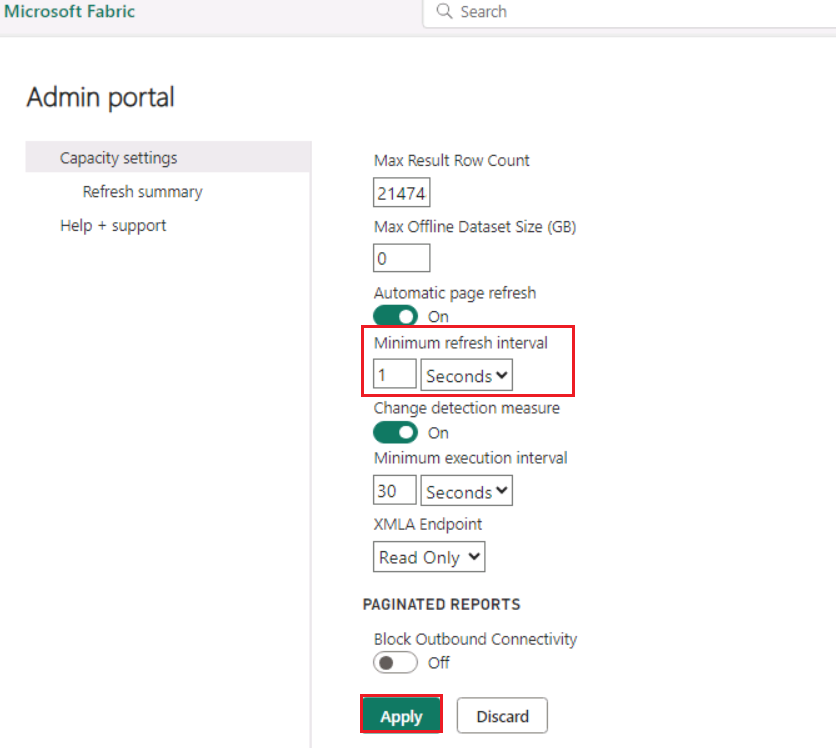 Microsoft Fabric
Search
Admin portal
Capacity settings
Refresh summary
Help + support
Max Result Row Count
21474
Max Offline Dataset Size (GB)
0
Automatic page refresh
On
Minimum refresh interval
1 Seconds
Change detection measure
On
Minimum execution interval
30 Seconds
XMLA Endpoint
Read Only
PAGINATED REPORTS
Block Outbound Connectivity
Off
Apply Discard